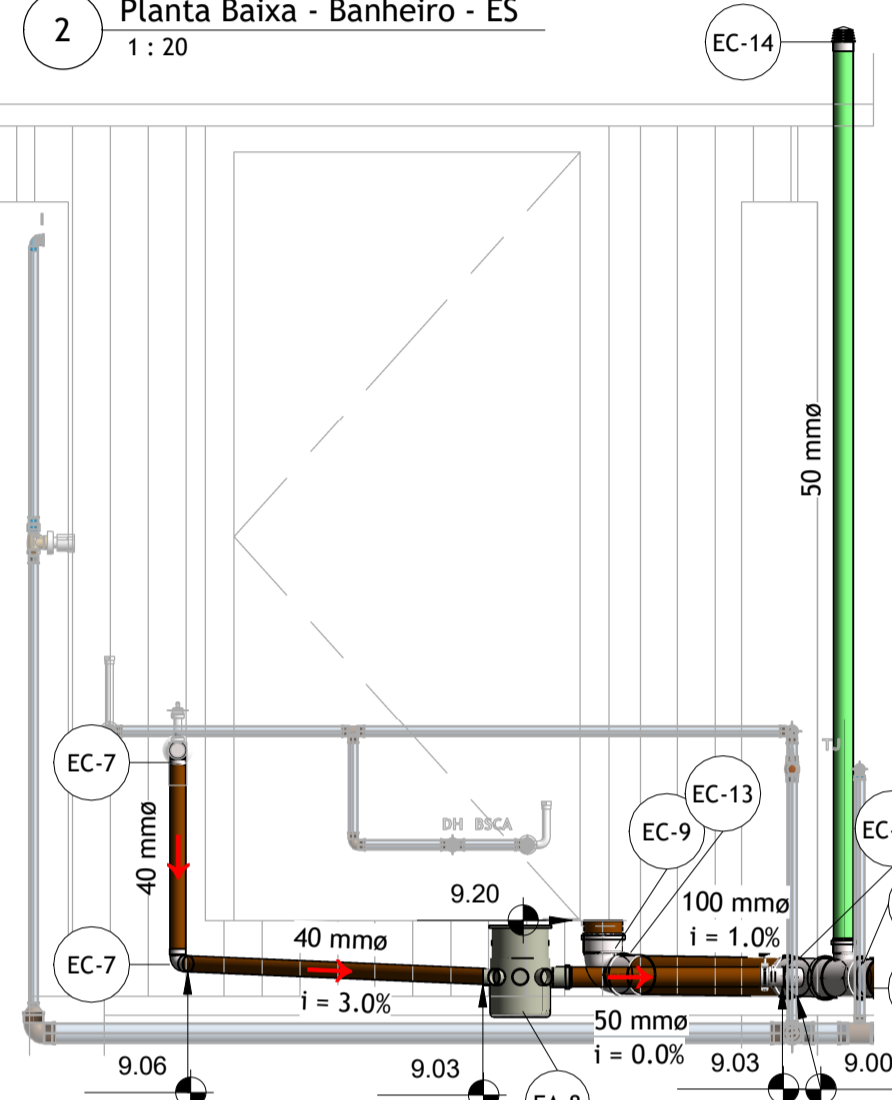 2
Planta Baixa - Banheiro - ES
1 : 20
EC-14
50 mmø
EC-7
TJ
EC-13
DH BSCA
EC-9
40 mmø
9.20
100 mmø
i = 1.0%
EC-7
40 mmø
i = 3.0%
50 mmø
i = 0.0%
9.06
9.03
9.03
9.00